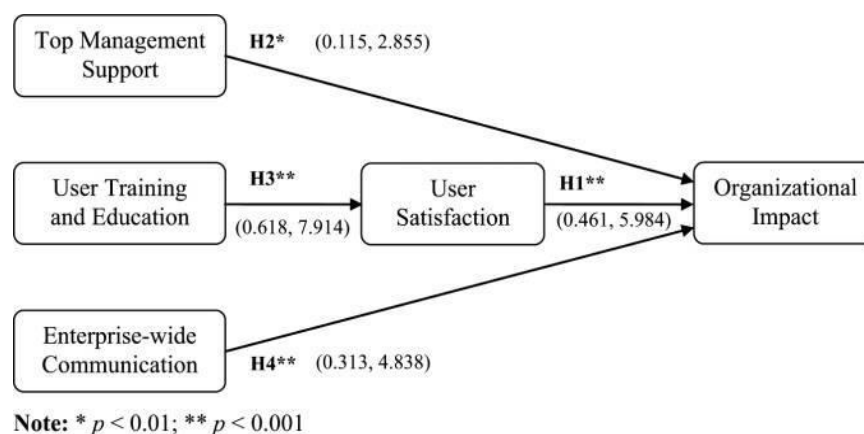 Top Management
Support
H2* (0.115, 2.855)
User Training
and Education
H3**
(0.618, 7.914)
User
Satisfaction
H1**
(0.461, 5.984)
Organizational
Impact
Enterprise-wide
Communication
H4** (0.313, 4.838)
Note: * p < 0.01; ** p < 0.001